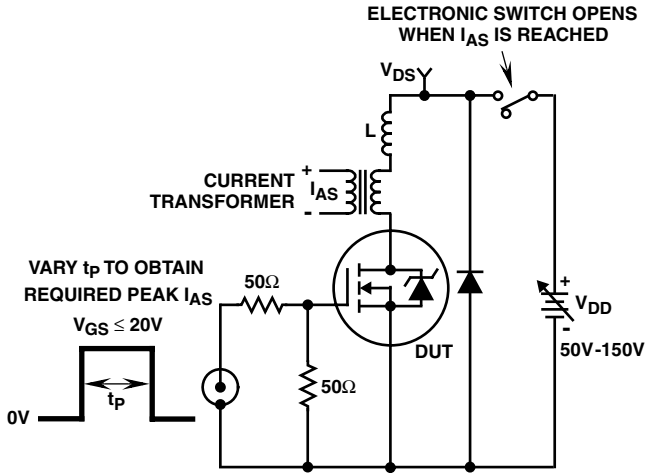 ELECTRONIC SWITCH OPENS
WHEN IAS IS REACHED
VDS
L
CURRENT
TRANSFORMER
+
IAS
-
VARY tP TO OBTAIN
REQUIRED PEAK IAS
VGS ≤ 20V
50Ω
50Ω
DUT
+
VDD
-
50V-150V
0V
tP